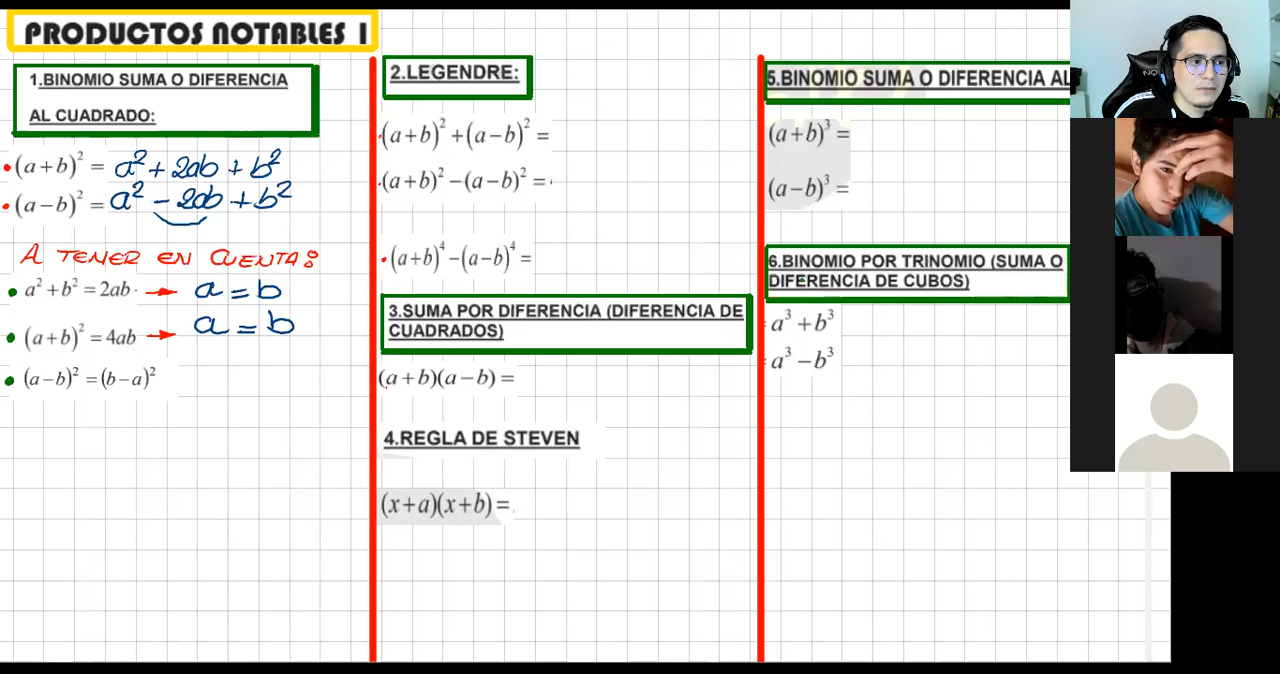 PRODUCTOS NOTABLES I
1.BINOMIO SUMA O DIFERENCIA
AL CUADRADO:
(a+b)² = a² + 2ab + b²
(a−b)² = a² − 2ab + b²
A TENER EN CUENTA:
a² + b² = 2ab → a = b
(a+b)² = 4ab → a = b
(a−b)² = (b−a)²
2.LEGENDRE:
(a+b)² + (a−b)² =
(a+b)² − (a−b)² =
(a+b)⁴ − (a−b)⁴ =
3.SUMA POR DIFERENCIA (DIFERENCIA DE
CUADRADOS)
(a+b)(a−b) =
4.REGLA DE STEVEN
(x+a)(x+b) =
5.BINOMIO SUMA O DIFERENCIA AL
(a+b)³ =
(a−b)³ =
6.BINOMIO POR TRINOMIO (SUMA O
DIFERENCIA DE CUBOS)
= a³ + b³
= a³ − b³